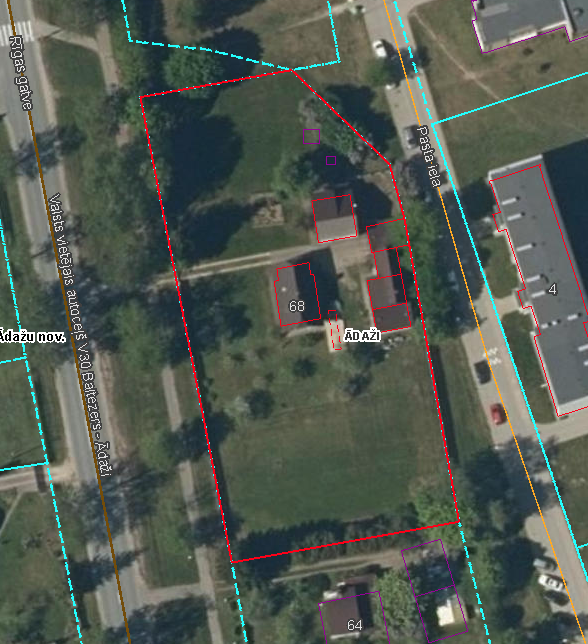 Rīgas gatve
Pasta iela
Valsts vietējais autoceļš V30 Baltezers - Ādaži
4
68
Ādažu nov.
ĀDAŽI
64